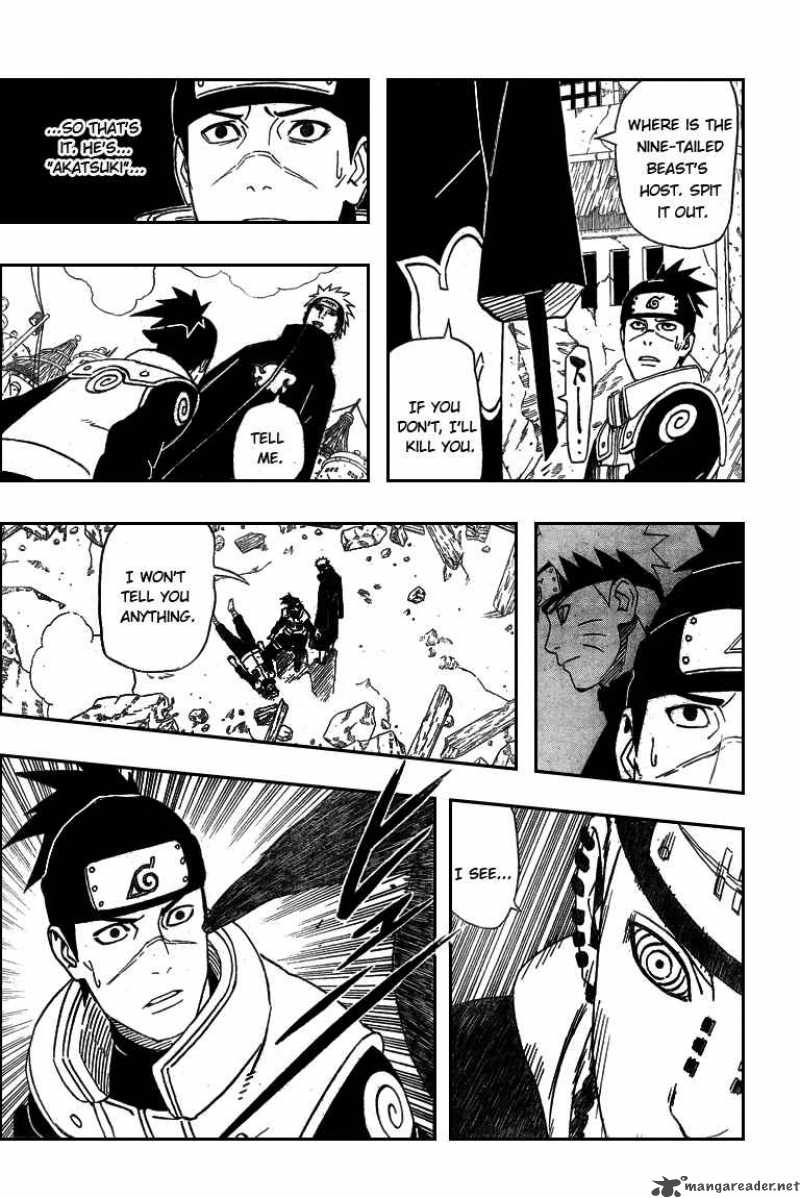 WHERE IS THE
NINE-TAILED
BEAST'S
HOST. SPIT
IT OUT.
IF YOU
DON'T, I'LL
KILL YOU.
...SO THAT'S
IT. HE'S...
"AKATSUKI"...
TELL
ME.
I WON'T
TELL YOU
ANYTHING.
I SEE...
mangareader.net